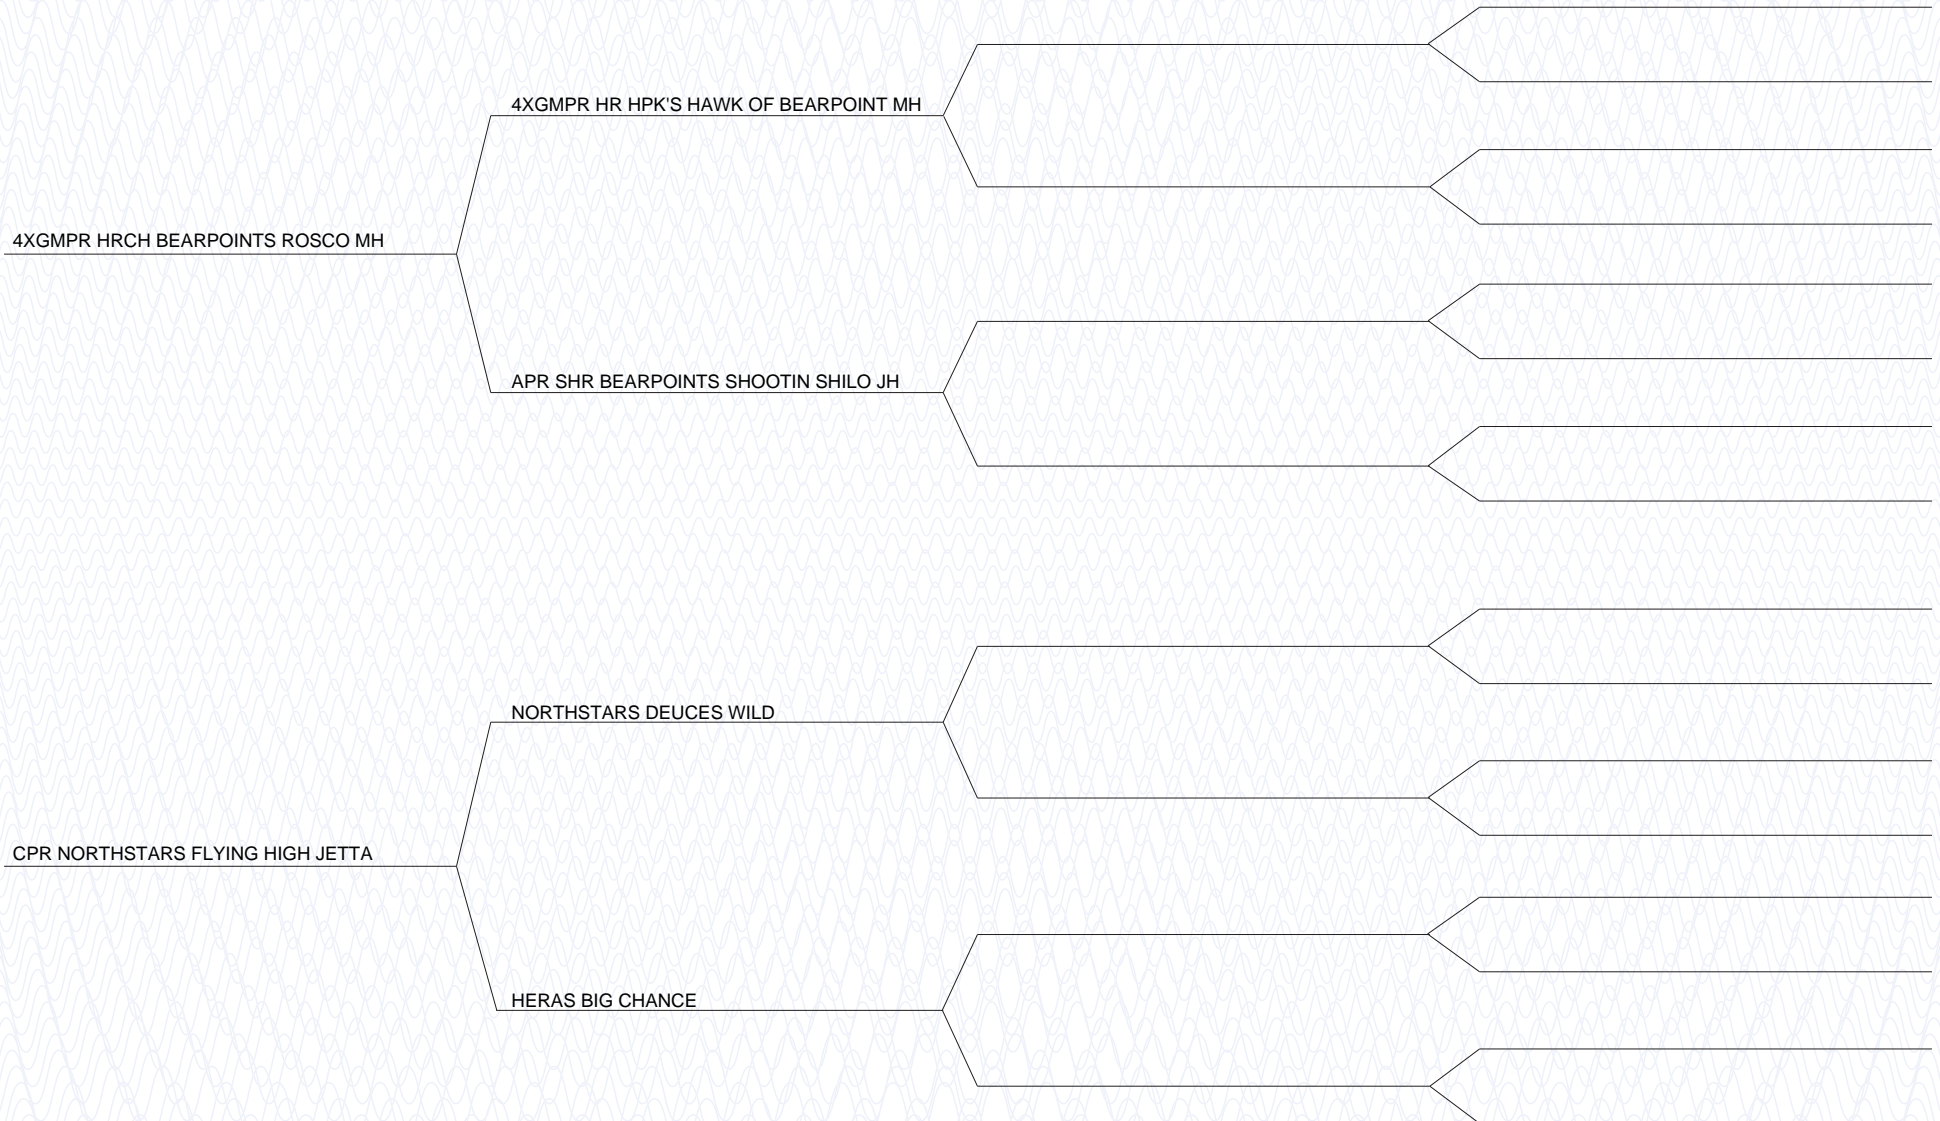 4XGMPR HR HPK'S HAWK OF BEARPOINT MH
4XGMPR HRCH BEARPOINTS ROSCO MH
APR SHR BEARPOINTS SHOOTIN SHILO JH
NORTHSTARS DEUCES WILD
CPR NORTHSTARS FLYING HIGH JETTA
HERAS BIG CHANCE